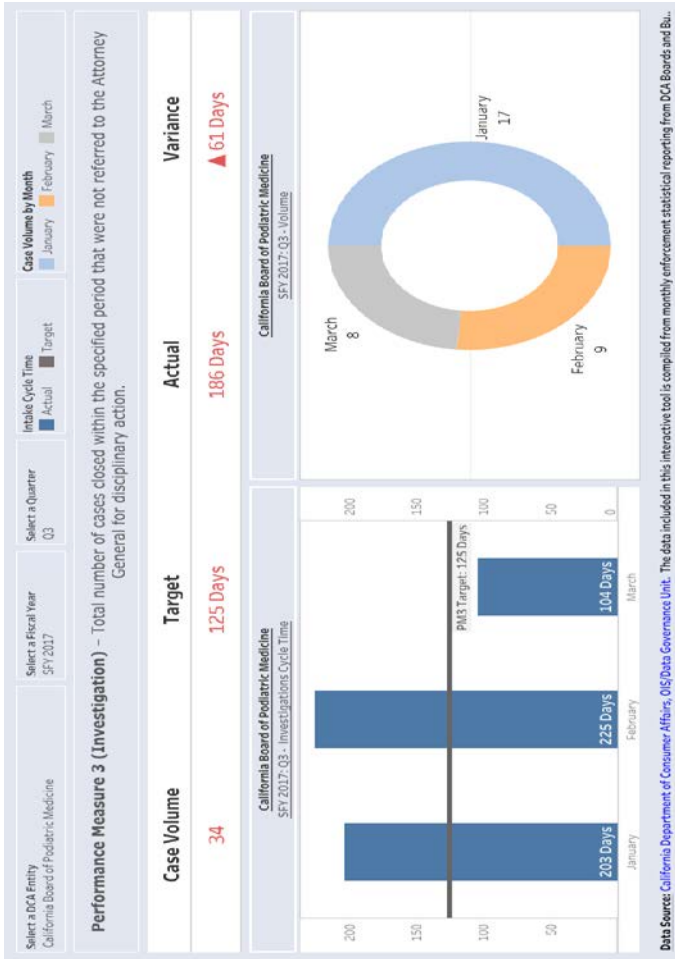 Select a DCA Entity
California Board of Podiatric Medicine
Select a Fiscal Year
SFY 2017
Select a Quarter
Q3
Intake Cycle Time
Actual
Target
Case Volume by Month
January
February
March
Performance Measure 3 (Investigation) – Total number of cases closed within the specified period that were not referred to the Attorney
General for disciplinary action.
Case Volume
Target
Actual
Variance
34
125 Days
186 Days
▲ 61 Days
California Board of Podiatric Medicine
SFY 2017: Q3 - Investigations Cycle Time
200
150
100
50
0
200
150
100
50
0
PM3 Target: 125 Days
203 Days
225 Days
104 Days
January
February
March
California Board of Podiatric Medicine
SFY 2017: Q3 - Volume
March
8
January
17
February
9
Data Source: California Department of Consumer Affairs, OIS/Data Governance Unit. The data included in this interactive tool is compiled from monthly enforcement statistical reporting from DCA Boards and Bu..